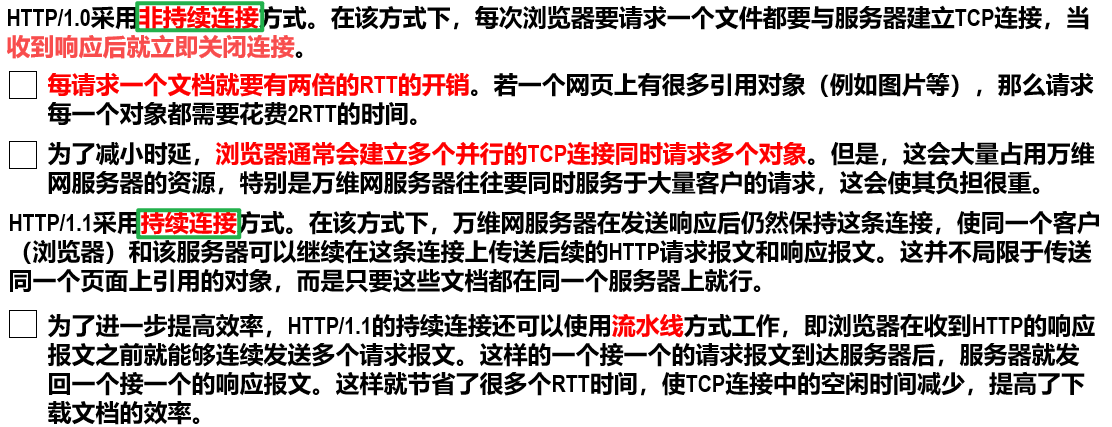 HTTP/1.0采用非持续连接方式。在该方式下，每次浏览器要请求一个文件都要与服务器建立TCP连接，当
收到响应后就立即关闭连接。
每请求一个文档就要有两倍的RTT的开销。若一个网页上有很多引用对象（例如图片等），那么请求
每一个对象都需要花费2RTT的时间。
为了减小时延，浏览器通常会建立多个并行的TCP连接同时请求多个对象。但是，这会大量占用万维
网服务器的资源，特别是万维网服务器往往要同时服务于大量客户的请求，这会使其负担很重。
HTTP/1.1采用持续连接方式。在该方式下，万维网服务器在发送响应后仍然保持这条连接，使同一个客户
（浏览器）和该服务器可以继续在这条连接上传送后续的HTTP请求报文和响应报文。这并不局限于传送
同一个页面上引用的对象，而是只要这些文档都在同一个服务器上就行。
为了进一步提高效率，HTTP/1.1的持续连接还可以使用流水线方式工作，即浏览器在收到HTTP的响应
报文之前就能够连续发送多个请求报文。这样的一个接一个的请求报文到达服务器后，服务器就发
回一个接一个的响应报文。这样就节省了很多个RTT时间，使TCP连接中的空闲时间减少，提高了下
载文档的效率。